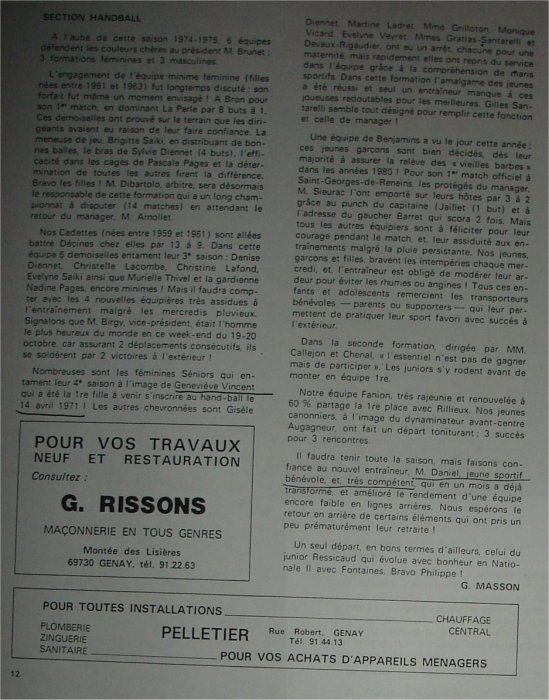 SECTION HANDBALL
A l'aube de cette saison 1974-1975, 6 équipes
défendent les couleurs chères au président M. Brunet ;
3 formations féminines et 3 masculines.
L'engagement de l'équipe minime féminine (filles
nées entre 1961 et 1963) fut longtemps discuté ; son
forfait fut même un moment envisagé ! A Bron pour
son 1er match, en dominant La Perle par 8 buts à 1,
Ces demoiselles ont prouvé sur le terrain que les diri-
geants avaient eu raison de leur faire confiance. La
meneuse de jeu, Brigitte Saïki, en distribuant de bon-
nes balles, le bras de Sylvie Diennet (4 buts), l'effi-
cacité dans les cages de Pascale Pages et la déter-
mination de toutes les autres firent la différence.
Bravo les filles ! M. Dibartolo, arbitre, sera désormais
le responsable de cette formation qui a un long cham-
pionnat à disputer (14 matches) en attendant le
retour du manager, M. Arnollet.
Nos Cadettes (nées entre 1959 et 1961) sont allées
battre Décines chez elles par 13 à 9. Dans cette
équipe 6 demoiselles entament leur 3e saison : Denise
Diennet, Christelle Lacombe, Christine Lafond,
Evelyne Saïki ainsi que Murielle Thivel et la gardienne
Nadine Pages, encore minimes ! Mais il faudra comp-
ter avec les 4 nouvelles équipières très assidues à
l'entraînement malgré les mercredis pluvieux.
Signalons que M. Birgy, vice-président, était l'homme
le plus heureux du monde en ce week-end du 19-20
octobre, car assurant 2 déplacements consécutifs, ils
se soldèrent par 2 victoires à l'extérieur !
Nombreuses sont les féminines Séniors qui en-
tament leur 4e saison à l'image de Geneviève Vincent
qui a été la 1re fille à venir s'inscrire au hand-ball le
14 avril 1971 ! Les autres chevronnées sont Gisèle
Diennet, Martine Ladret, Mme Grilloton, Monique
Vicard, Evelyne Veyret. Mmes Gratias-Santarelli et
Devaux-Rigaudier, ont eu un arrêt, chacune pour une
maternité, mais rapidement elles ont repris du service
dans l'équipe grâce à la compréhension de maris
sportifs. Dans cette formation l'amalgame des jeunes
a été réussi et seul un entraîneur manque à ces
joueuses redoutables pour les meilleures. Gilles San-
tarelli semble tout désigné pour remplir cette fonction
et celle de manager !
Une équipe de Benjamins a vu le jour cette année ;
ces jeunes garçons sont bien décidés, dès leur
majorité à assurer la relève des « vieilles barbes »
dans les années 1980 ! Pour son 1er match officiel à
Saint-Georges-de-Reneins, les protégés du manager,
M. Sieurac l'ont emporté sur leurs hôtes par 3 à 2
grâce au punch du capitaine (Jaillet (1 but) et à
l'adresse du gaucher Barret qui scora 2 fois. Mais
tous les autres équipiers sont à féliciter pour leur
courage pendant le match, et, leur assiduité aux en-
traînements malgré la pluie persistante. Nos jeunes,
garçons et filles, bravent les intempéries chaque mer-
credi, et, l'entraîneur est obligé de modérer leur ar-
deur pour éviter les rhumes ou angines ! Tous ces en-
fants et adolescents remercient les transporteurs
bénévoles — parents ou supporters — qui leur per-
mettent de pratiquer leur sport favori avec succès à
l'extérieur.
Dans la seconde formation, dirigée par MM.
Callejon et Chenal, « l'essentiel n'est pas de gagner
mais de participer ». Les juniors s'y rodent avant de
monter en équipe 1re.
Notre équipe Fanion, très rajeunie et renouvelée à
60 % partage la 1re place avec Rillieux. Nos jeunes
canonniers, à l'image du dynamiteur avant-centre
Augagneur, ont fait un départ tonitruant ; 3 succès
pour 3 rencontres.
Il faudra tenir toute la saison, mais faisons con-
fiance au nouvel entraîneur, M. Daniel, jeune sportif
bénévole, et, très compétent, qui en un mois a déjà
transformé, et amélioré le rendement d'une équipe
encore faible en lignes arrières. Nous espérons le
retour en arrière de certains éléments qui ont pris un
peu prématurément leur retraite !
Un seul départ, en bons termes d'ailleurs, celui du
junior Ressicaud qui évolue avec bonheur en Natio-
nale II avec Fontaines. Bravo Philippe !
G. MASSON
POUR VOS TRAVAUX
NEUF ET RESTAURATION
Consultez :
G. RISSONS
MAÇONNERIE EN TOUS GENRES
Montée des Lisières
69730 GENAY, tél. 91.22.63
POUR TOUTES INSTALLATIONS
CHAUFFAGE
CENTRAL
PLOMBERIE
ZINGUERIE
SANITAIRE
PELLETIER
Rue Robert, GENAY
Tél. 91.44.13
POUR VOS ACHATS D'APPAREILS MENAGERS
12